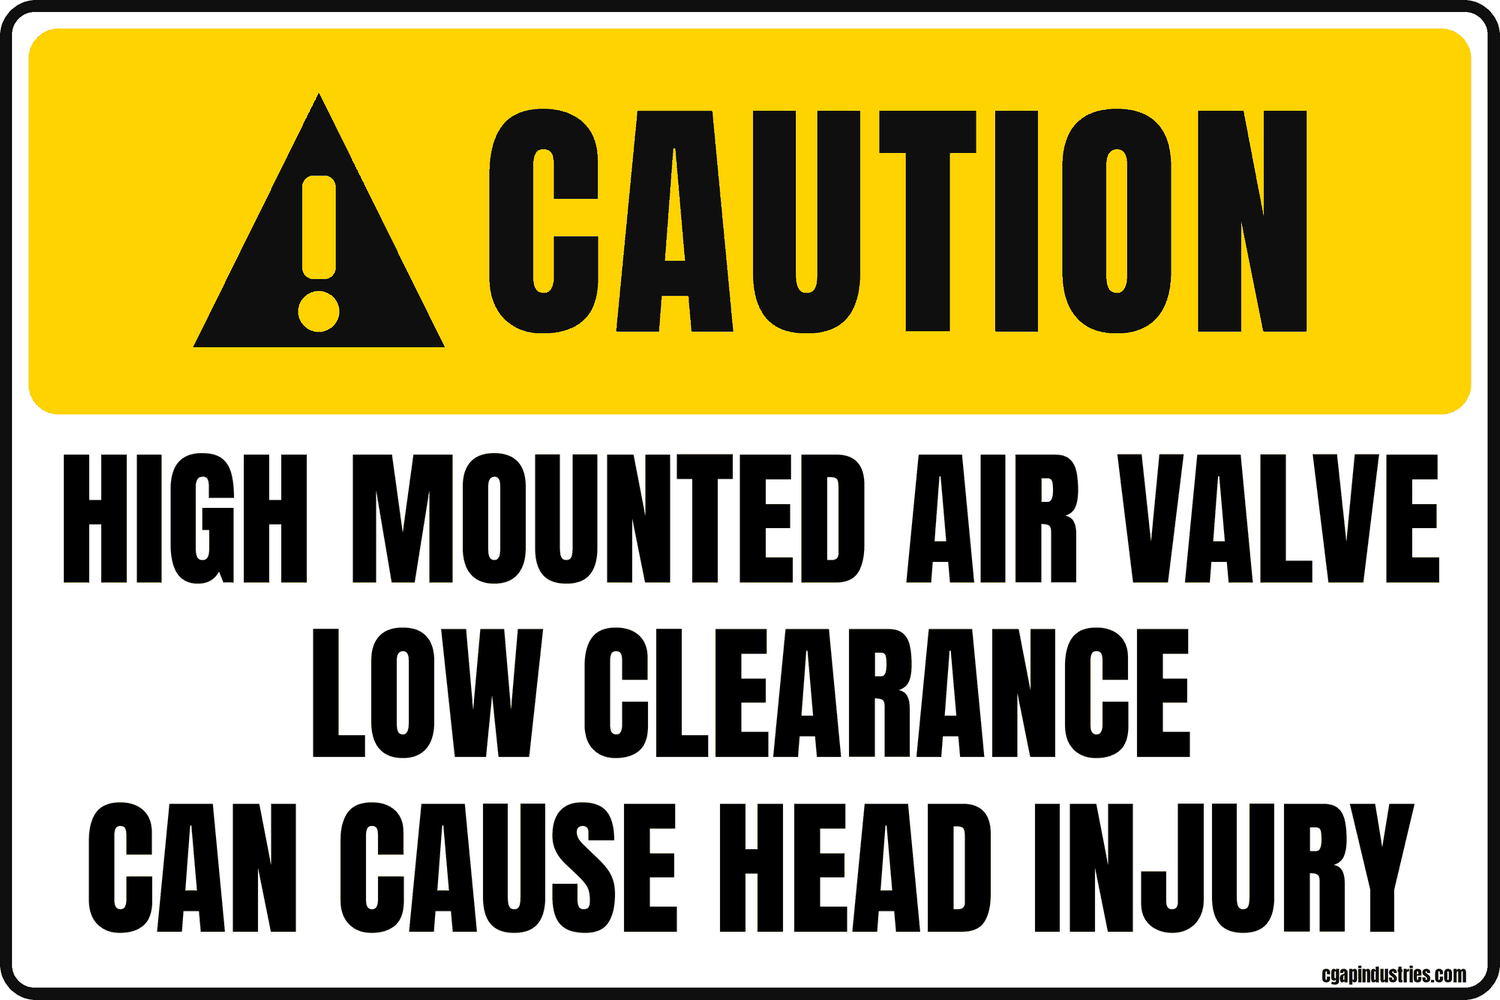 CAUTION
HIGH MOUNTED AIR VALVE
LOW CLEARANCE
CAN CAUSE HEAD INJURY
cgapindustries.com